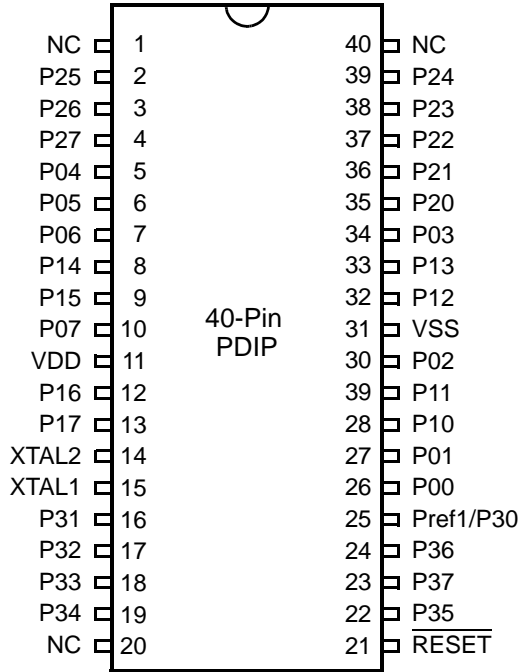 NC 1 40 NC
P25 2 39 P24
P26 3 38 P23
P27 4 37 P22
P04 5 36 P21
P05 6 35 P20
P06 7 34 P03
P14 8 33 P13
P15 9 32 P12
P07 10 40-Pin 31 VSS
VDD 11 PDIP 30 P02
P16 12 39 P11
P17 13 28 P10
XTAL2 14 27 P01
XTAL1 15 26 P00
P31 16 25 Pref1/P30
P32 17 24 P36
P33 18 23 P37
P34 19 22 P35
NC 20 21 RESET